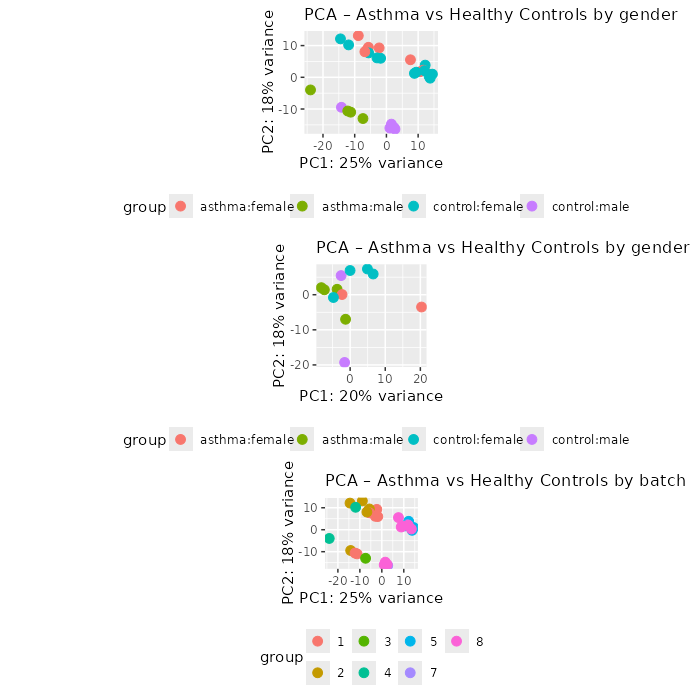 PCA – Asthma vs Healthy Controls by gender
PC2: 18% variance
10
0
-10
-20 -10 0 10
PC1: 25% variance
group asthma:female asthma:male control:female control:male
PCA – Asthma vs Healthy Controls by gender
PC2: 18% variance
0
-10
-20
0 10 20
PC1: 20% variance
group asthma:female asthma:male control:female control:male
PCA – Asthma vs Healthy Controls by batch
PC2: 18% variance
10
0
-10
-20 -10 0 10
PC1: 25% variance
group
1 3 5 8
2 4 7